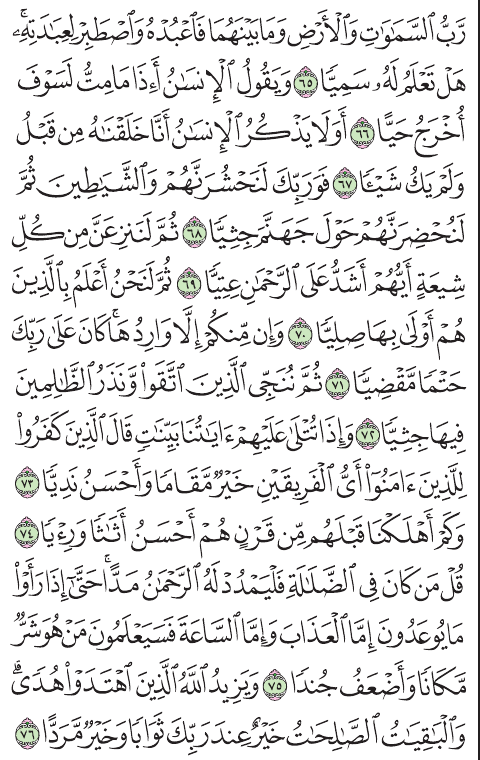 رَّبُّ ٱلسَّمَٰوَٰتِ وَٱلْأَرْضِ وَمَا بَيْنَهُمَا فَٱعْبُدْهُ وَٱصْطَبِرْ لِعِبَٰدَتِهِۦۚ
هَلْ تَعْلَمُ لَهُۥ سَمِيًّا ٦٥ وَيَقُولُ ٱلْإِنسَٰنُ أَءِذَا مَا مِتُّ لَسَوْفَ
أُخْرَجُ حَيًّا ٦٦ أَوَلَا يَذْكُرُ ٱلْإِنسَٰنُ أَنَّا خَلَقْنَٰهُ مِن قَبْلُ
وَلَمْ يَكُ شَيْـًٔا ٦٧ فَوَرَبِّكَ لَنَحْشُرَنَّهُمْ وَٱلشَّيَٰطِينَ ثُمَّ
لَنُحْضِرَنَّهُمْ حَوْلَ جَهَنَّمَ جِثِيًّا ٦٨ ثُمَّ لَنَنزِعَنَّ مِن كُلِّ
شِيعَةٍ أَيُّهُمْ أَشَدُّ عَلَى ٱلرَّحْمَٰنِ عِتِيًّا ٦٩ ثُمَّ لَنَحْنُ أَعْلَمُ بِٱلَّذِينَ
هُمْ أَوْلَىٰ بِهَا صِلِيًّا ٧٠ وَإِن مِّنكُمْ إِلَّا وَارِدُهَاۚ كَانَ عَلَىٰ رَبِّكَ
حَتْمًا مَّقْضِيًّا ٧١ ثُمَّ نُنَجِّى ٱلَّذِينَ ٱتَّقَوا۟ وَّنَذَرُ ٱلظَّٰلِمِينَ
فِيهَا جِثِيًّا ٧٢ وَإِذَا تُتْلَىٰ عَلَيْهِمْ ءَايَٰتُنَا بَيِّنَٰتٍ قَالَ ٱلَّذِينَ كَفَرُوا۟
لِلَّذِينَ ءَامَنُوٓا۟ أَىُّ ٱلْفَرِيقَيْنِ خَيْرٌ مَّقَامًا وَأَحْسَنُ نَدِيًّا ٧٣
وَكَمْ أَهْلَكْنَا قَبْلَهُم مِّن قَرْنٍ هُمْ أَحْسَنُ أَثَٰثًا وَرِءْيًا ٧٤
قُلْ مَن كَانَ فِى ٱلضَّلَٰلَةِ فَلْيَمْدُدْ لَهُ ٱلرَّحْمَٰنُ مَدًّاۚ حَتَّىٰٓ إِذَا رَأَوْا۟
مَا يُوعَدُونَ إِمَّا ٱلْعَذَابَ وَإِمَّا ٱلسَّاعَةَ فَسَيَعْلَمُونَ مَنْ هُوَ شَرٌّ
مَّكَانًا وَأَضْعَفُ جُندًا ٧٥ وَيَزِيدُ ٱللَّهُ ٱلَّذِينَ ٱهْتَدَوْا۟ هُدًىۗ
وَٱلْبَٰقِيَٰتُ ٱلصَّٰلِحَٰتُ خَيْرٌ عِندَ رَبِّكَ ثَوَابًا وَخَيْرٌ مَّرَدًّا ٧٦